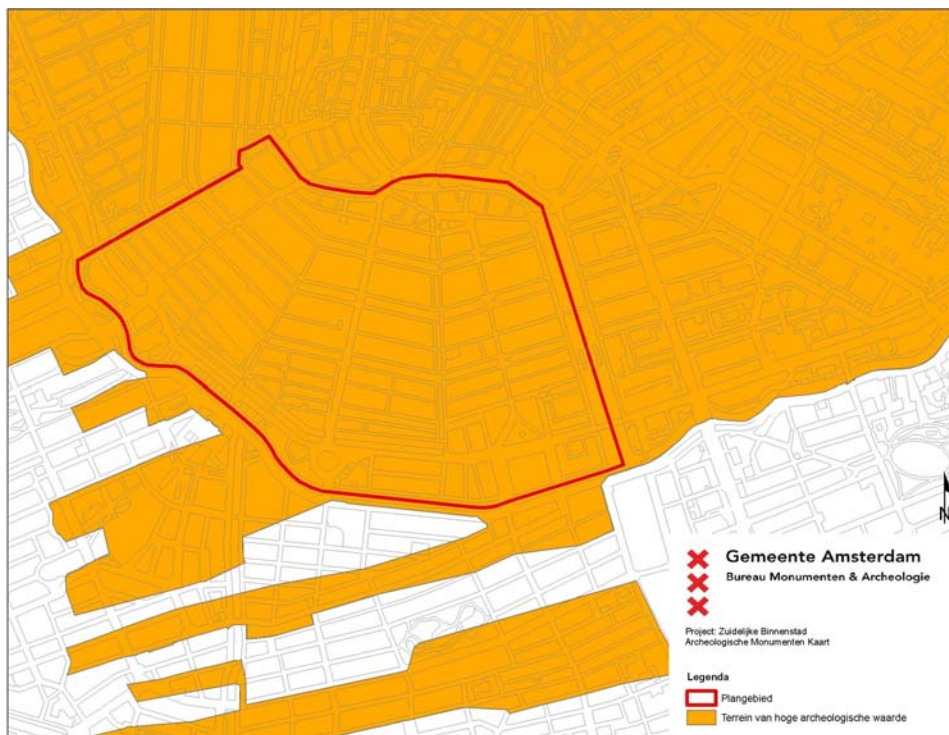 N
Gemeente Amsterdam
Bureau Monumenten & Archeologie
Project: Zuidelijke Binnenstad
Archeologische Monumenten Kaart
Legenda
Plangebied
Terrein van hoge archeologische waarde